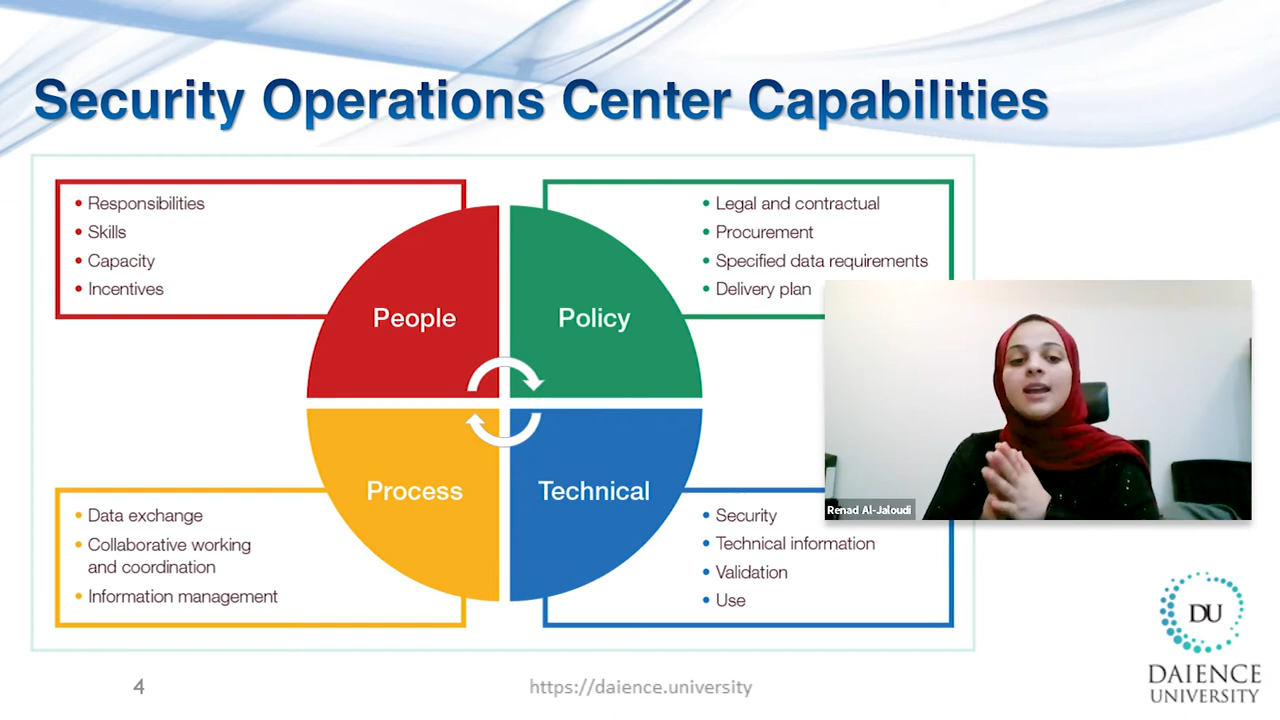 Security Operations Center Capabilities
• Responsibilities
• Skills
• Capacity
• Incentives
• Legal and contractual
• Procurement
• Specified data requirements
• Delivery plan
People
Policy
Process
Technical
• Data exchange
• Collaborative working
and coordination
• Information management
• Security
• Technical information
• Validation
• Use
Renad Al-Jaloudi
4
https://daience.university
DU
DAIENCE
UNIVERSITY